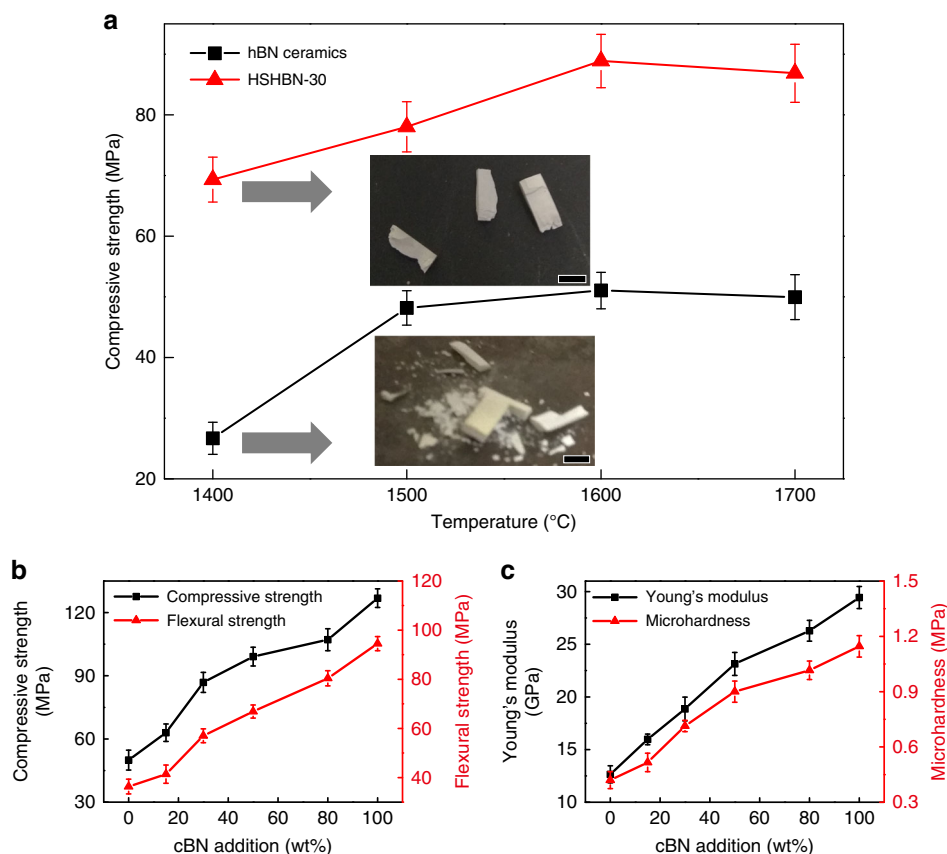 a
hBN ceramics
HSHBN-30
80
60
40
20
Compressive strength (MPa)
1400
1500
1600
1700
Temperature (°C)
b
Compressive strength
Flexural strength
120
90
60
30
Compressive strength
(MPa)
120
100
80
60
40
Flexural strength (MPa)
0
20
40
60
80
100
cBN addition (wt%)
c
Young's modulus
Microhardness
30
25
20
15
10
Young's modulus
(GPa)
1.5
1.2
0.9
0.6
0.3
Microhardness (MPa)
0
20
40
60
80
100
cBN addition (wt%)